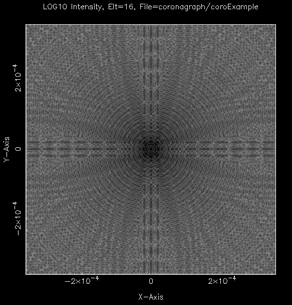 LOG10 Intensity, Elt=16, File=coronagraph/coroExample
2×10⁻⁴
0
−2×10⁻⁴
Y-Axis
−2×10⁻⁴ 0 2×10⁻⁴
X-Axis